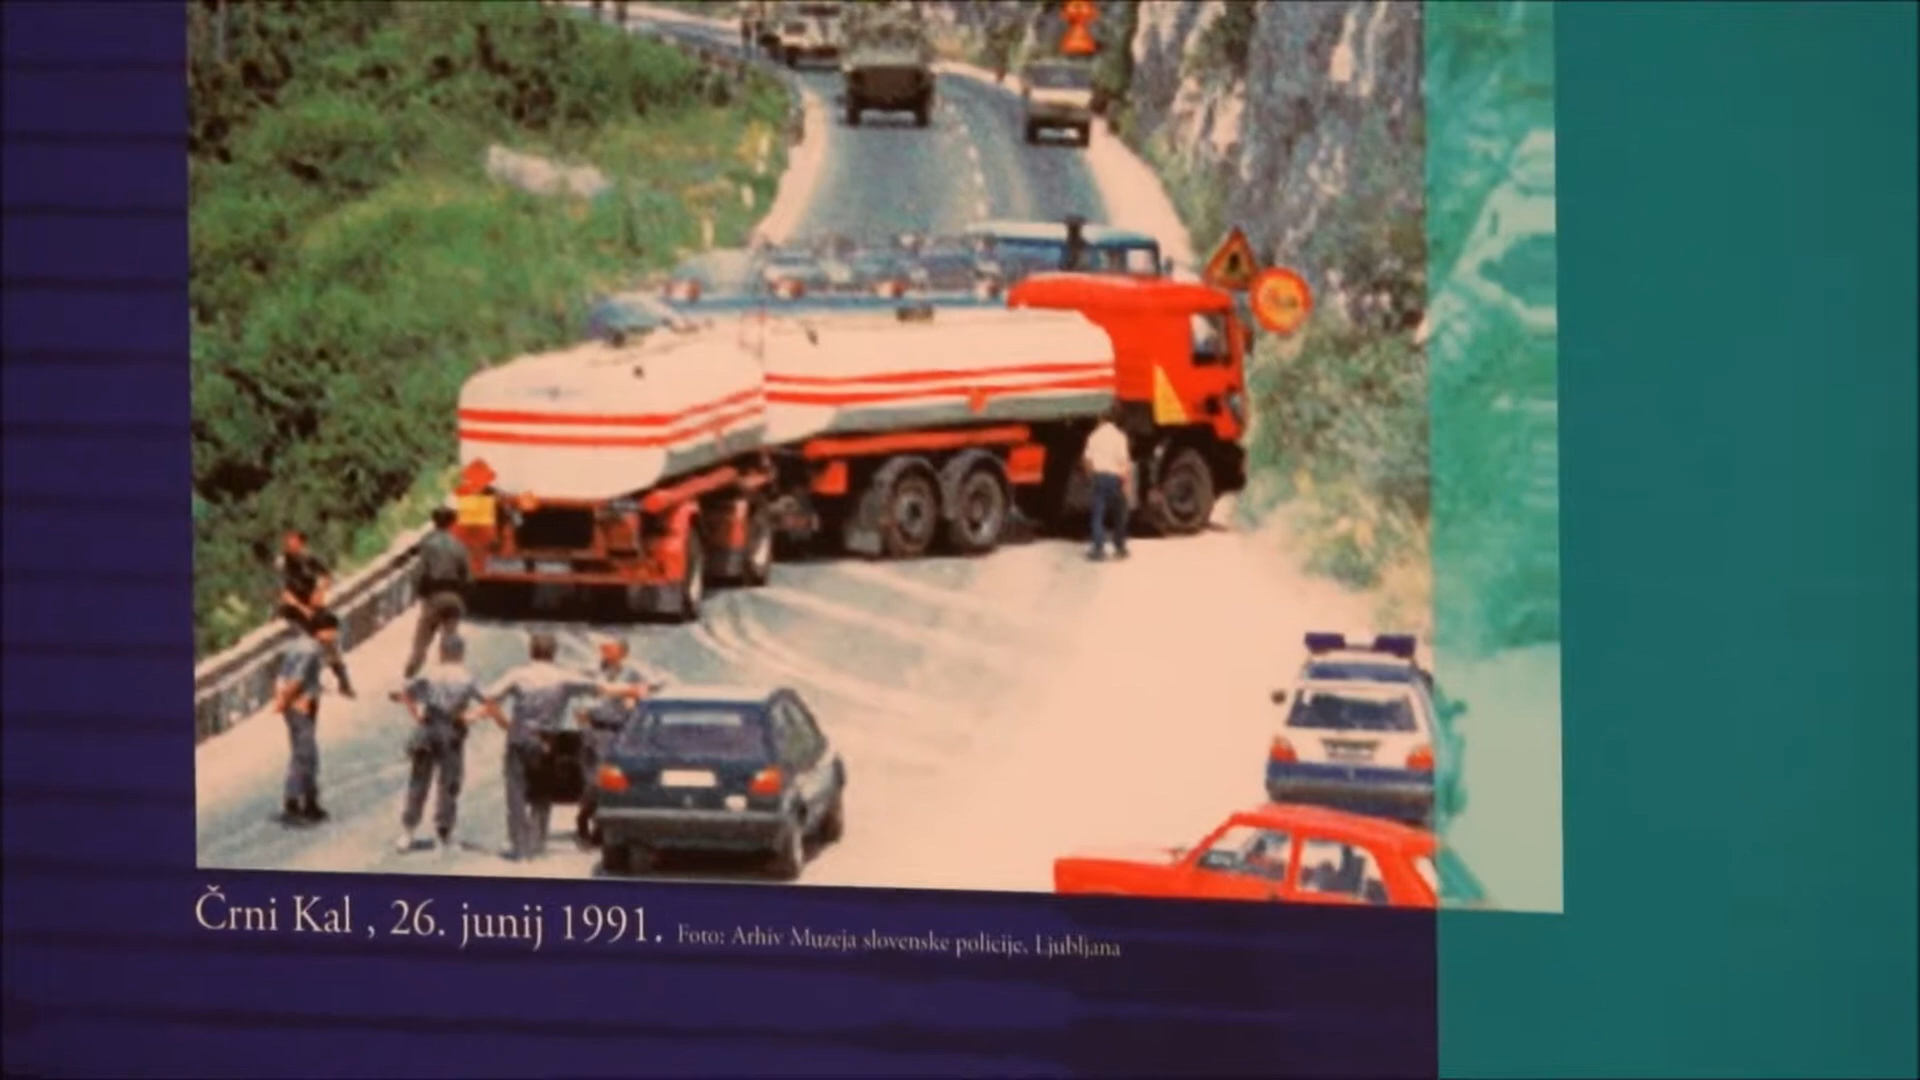 Črni Kal , 26. junij 1991. Foto: Arhiv Muzeja slovenske policije, Ljubljana